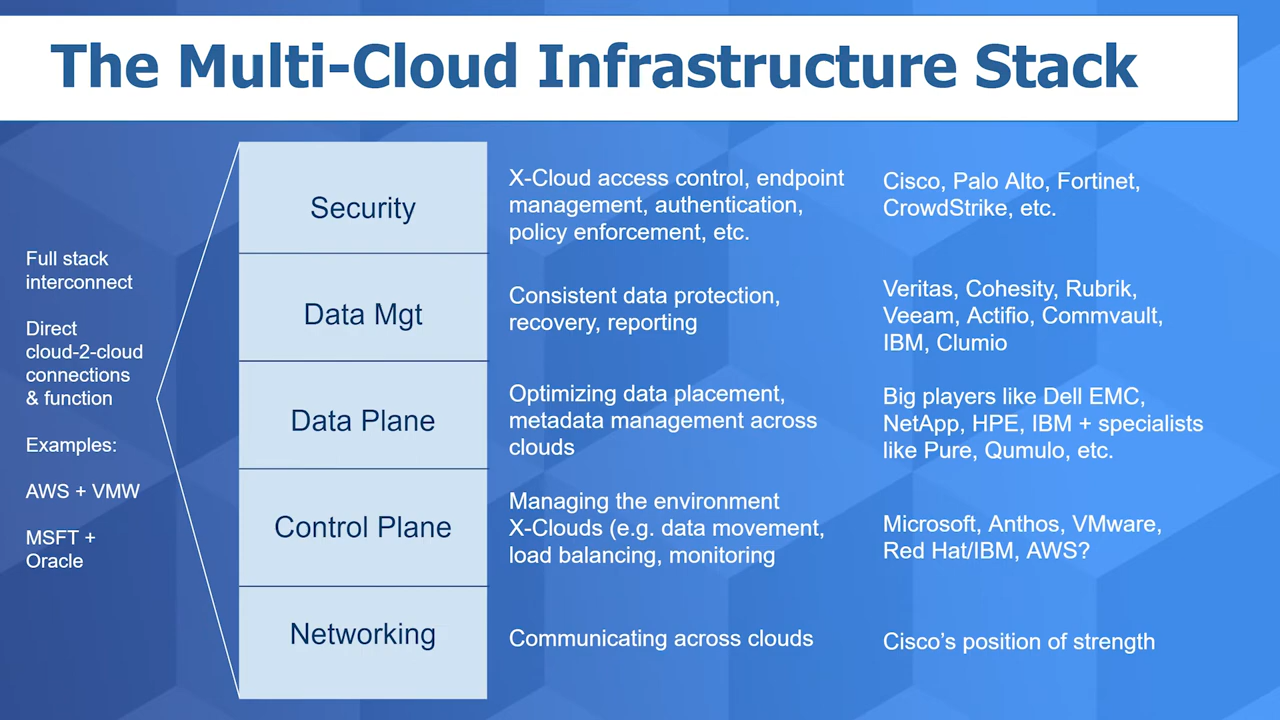 The Multi-Cloud Infrastructure Stack
Full stack
interconnect
Direct
cloud-2-cloud
connections
& function
Examples:
AWS + VMW
MSFT +
Oracle
Security
X-Cloud access control, endpoint
management, authentication,
policy enforcement, etc.
Cisco, Palo Alto, Fortinet,
CrowdStrike, etc.
Data Mgt
Consistent data protection,
recovery, reporting
Veritas, Cohesity, Rubrik,
Veeam, Actifio, Commvault,
IBM, Clumio
Data Plane
Optimizing data placement,
metadata management across
clouds
Big players like Dell EMC,
NetApp, HPE, IBM + specialists
like Pure, Qumulo, etc.
Control Plane
Managing the environment
X-Clouds (e.g. data movement,
load balancing, monitoring
Microsoft, Anthos, VMware,
Red Hat/IBM, AWS?
Networking
Communicating across clouds
Cisco’s position of strength